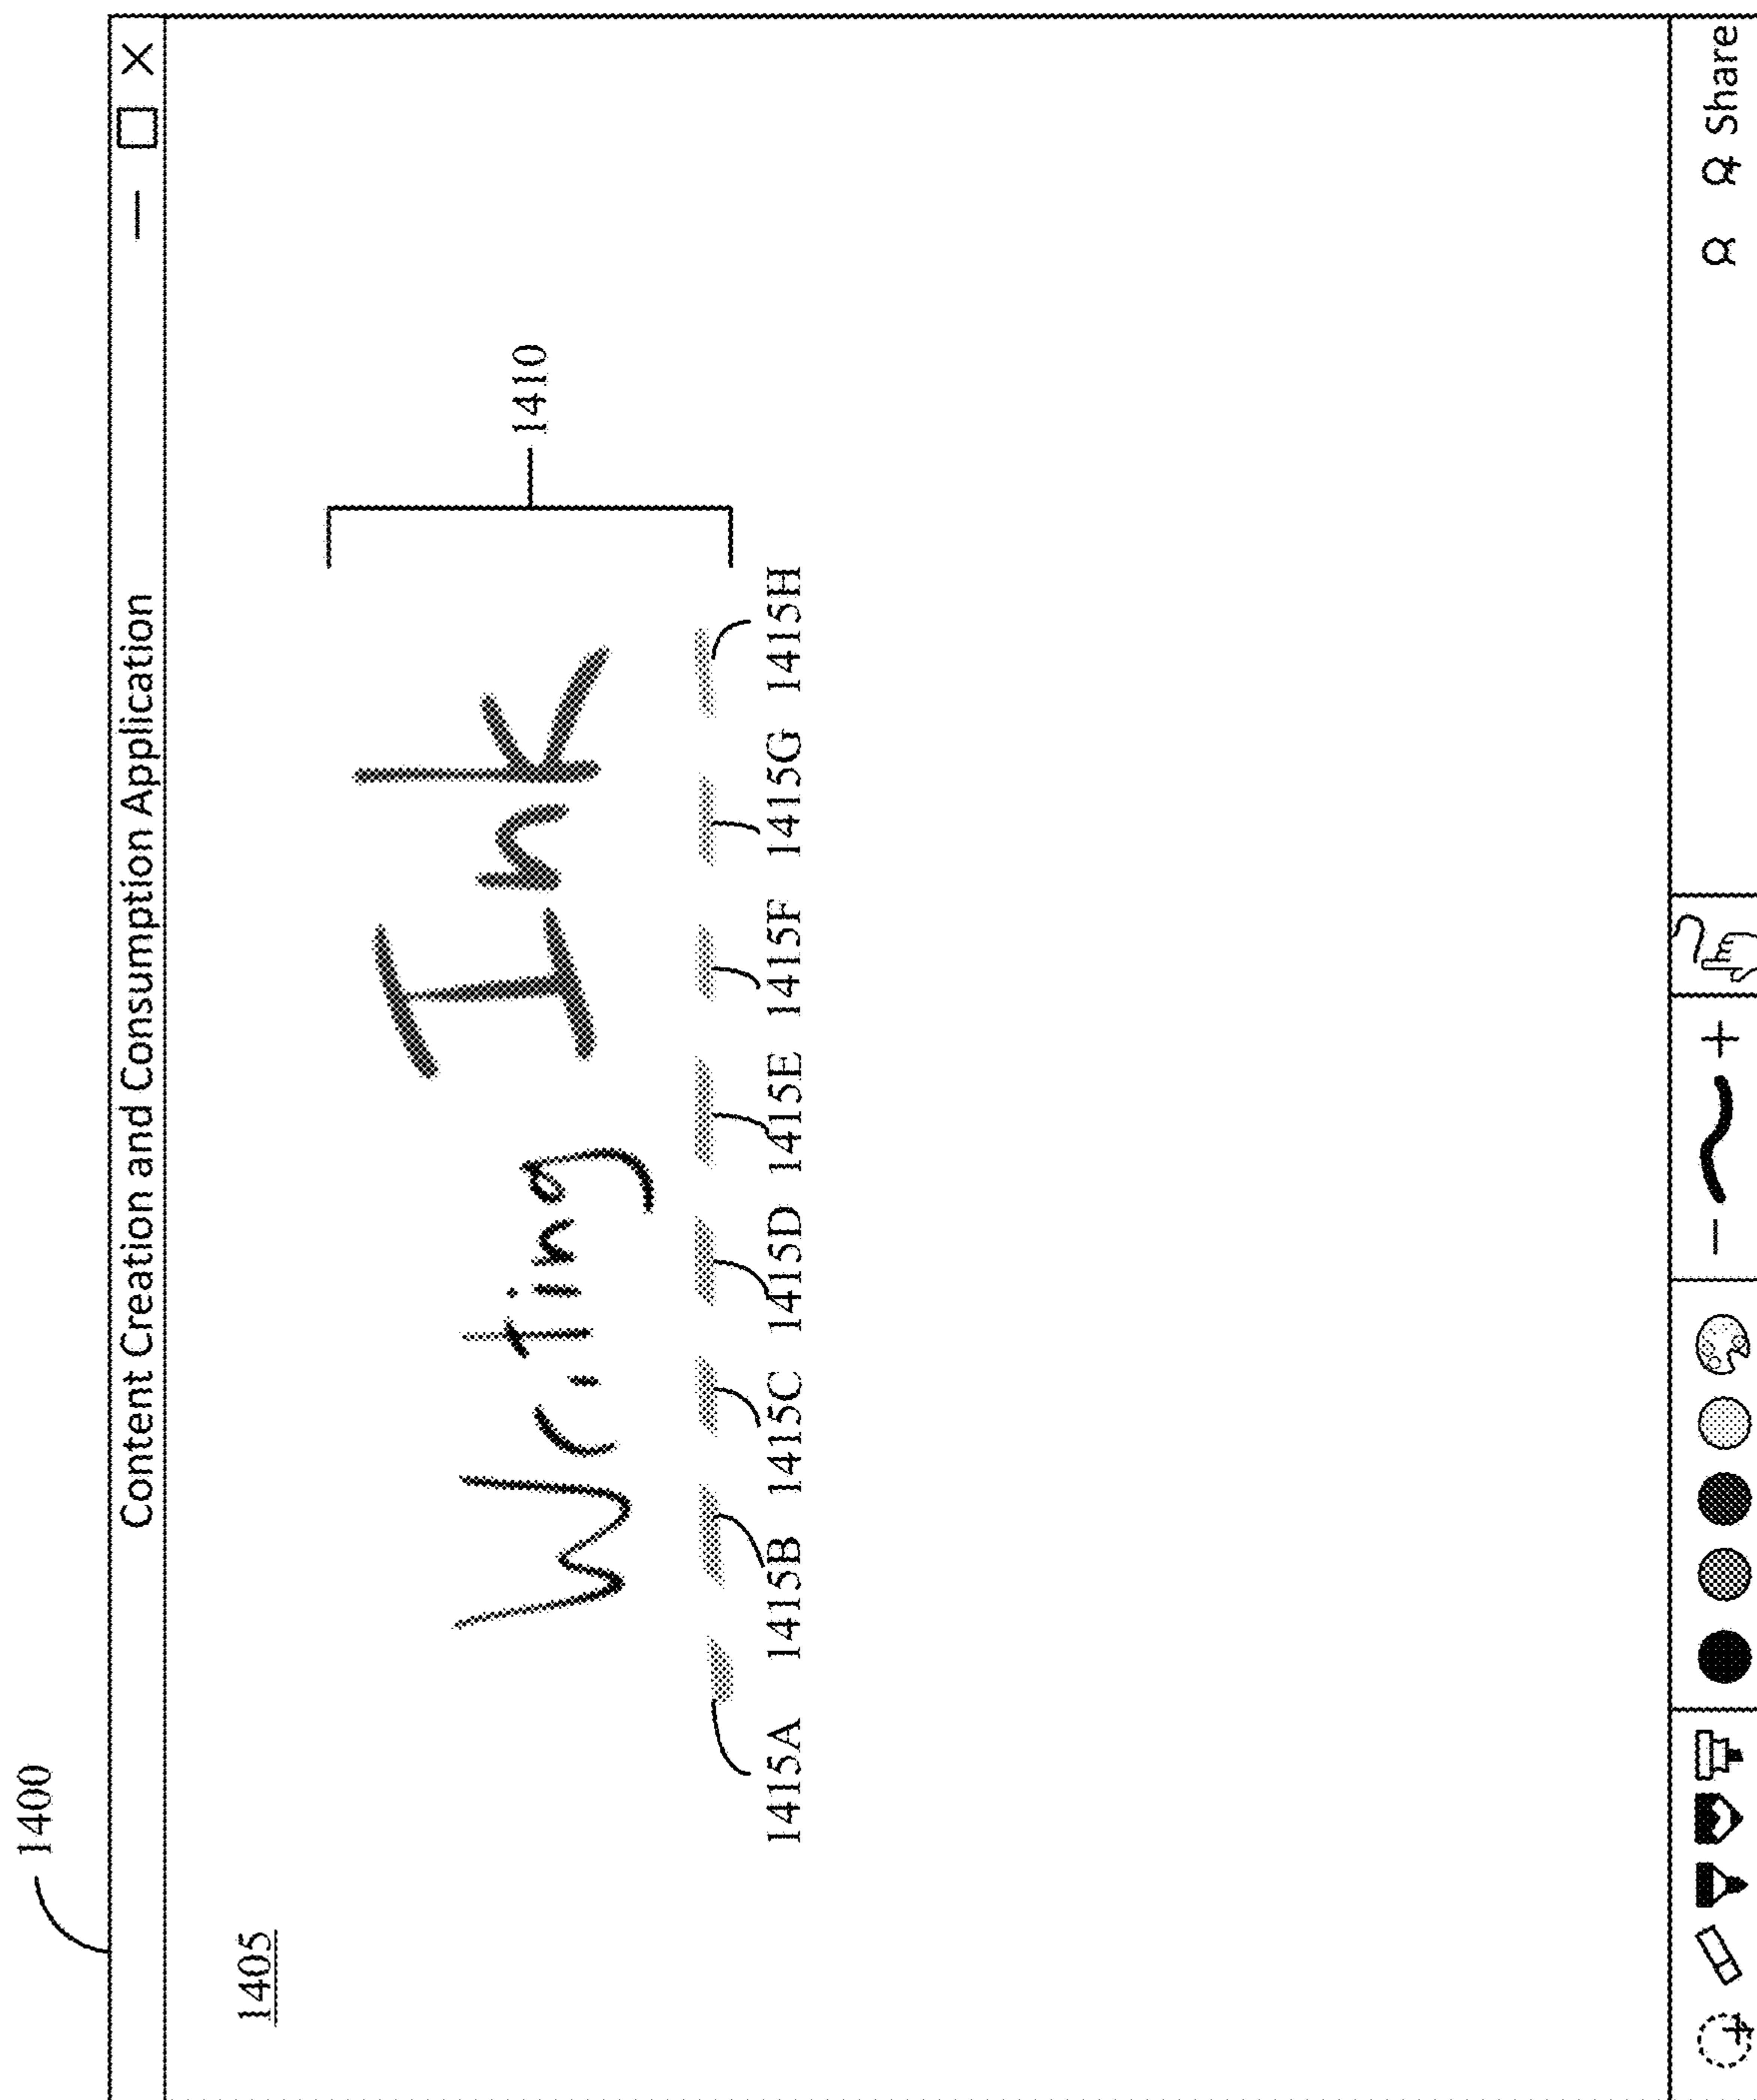 1400
Content Creation and Consumption Application
1405
Writing Ink
1410
1415A 1415B 1415C 1415D 1415E 1415F 1415G 1415H
Share